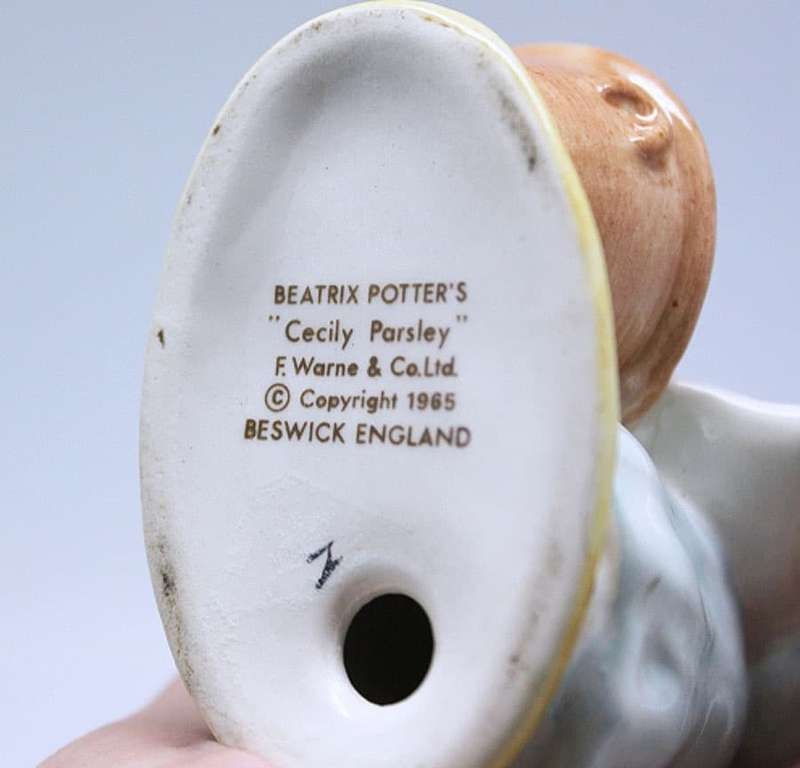 BEATRIX POTTER'S
"Cecily Parsley"
F. Warne & Co. Ltd.
© Copyright 1965
BESWICK ENGLAND